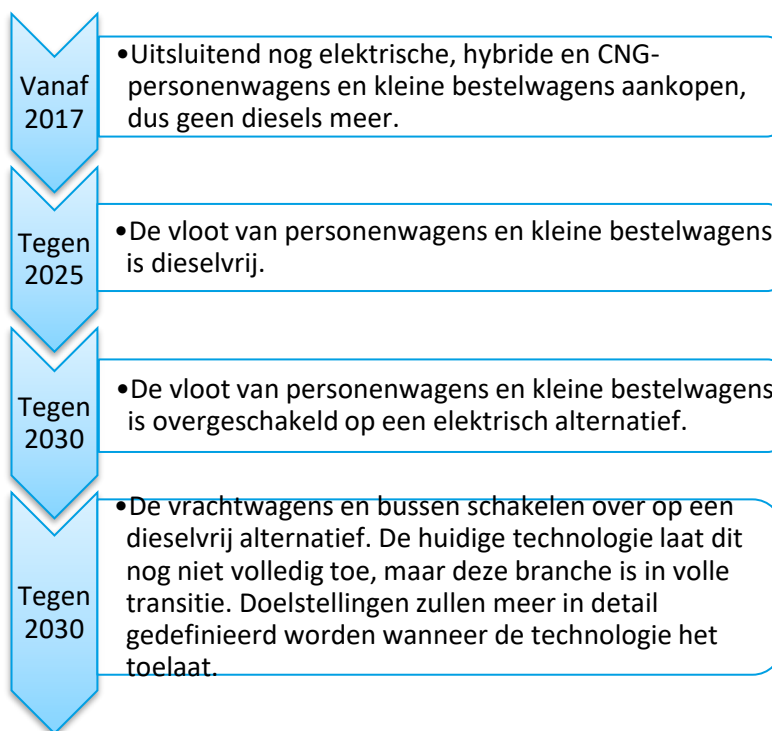 Vanaf
2017
•Uitsluitend nog elektrische, hybride en CNG-
personenwagens en kleine bestelwagens aankopen,
dus geen diesels meer.
Tegen
2025
•De vloot van personenwagens en kleine bestelwagens
is dieselvrij.
Tegen
2030
•De vloot van personenwagens en kleine bestelwagens
is overgeschakeld op een elektrisch alternatief.
Tegen
2030
•De vrachtwagens en bussen schakelen over op een
dieselvrij alternatief. De huidige technologie laat dit
nog niet volledig toe, maar deze branche is in volle
transitie. Doelstellingen zullen meer in detail
gedefinieerd worden wanneer de technologie het
toelaat.